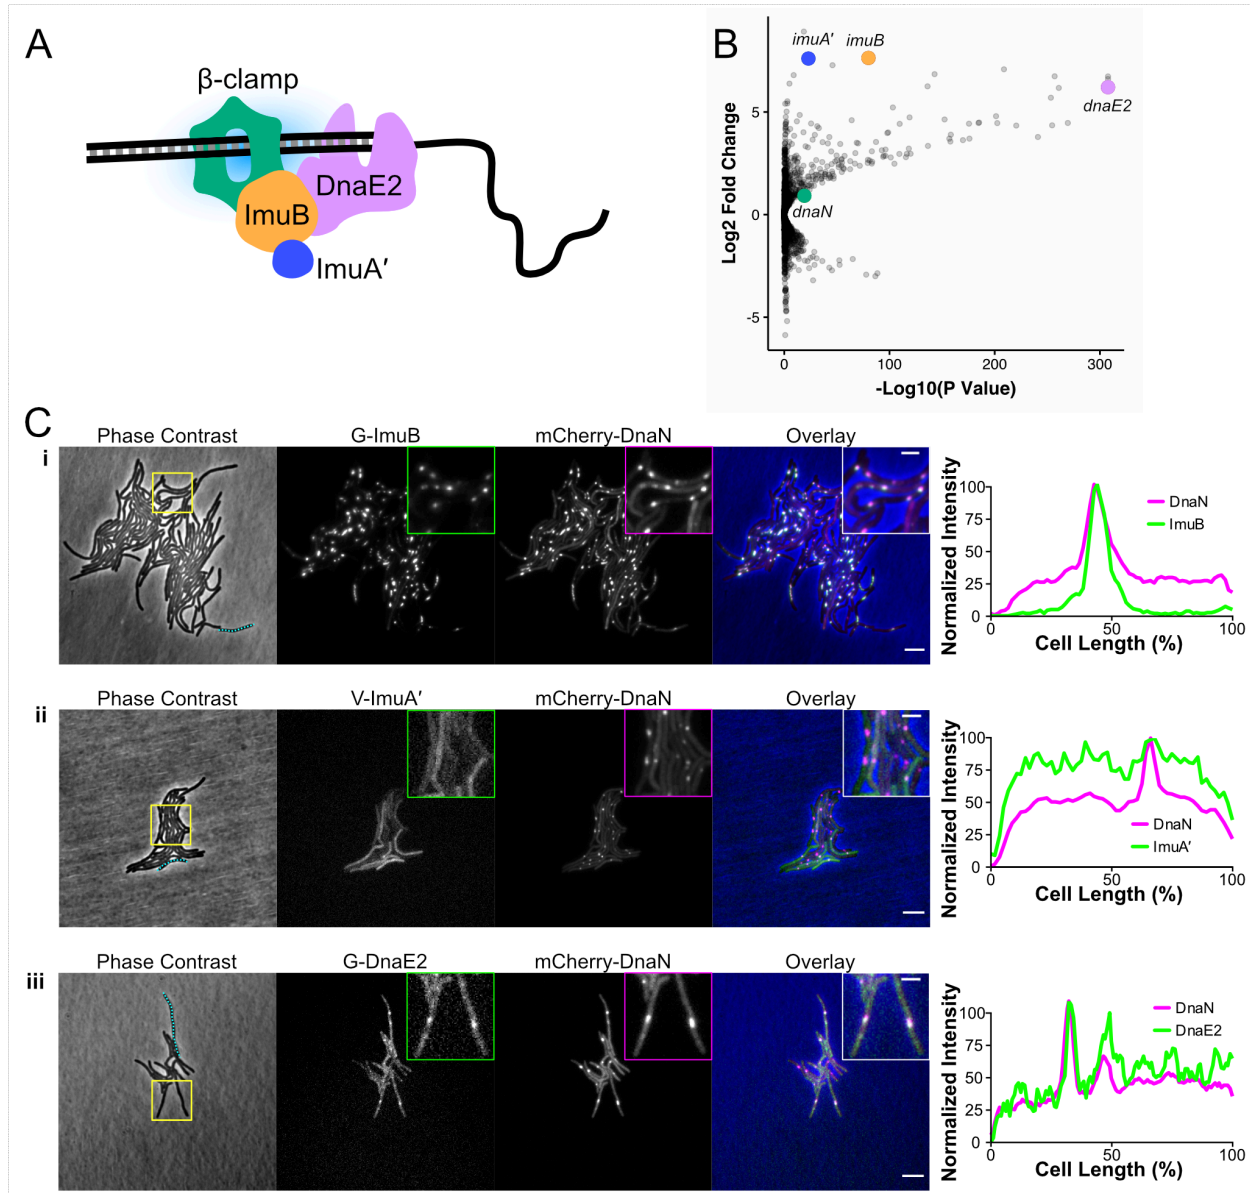 A
β-clamp
DnaE2
ImuB
ImuA′
B
imuA′ imuB
dnaE2
dnaN
Log2 Fold Change
5
0
-5
0 100 200 300
-Log10(P Value)
C
i
Phase Contrast G-ImuB mCherry-DnaN Overlay
Normalized Intensity
100
75
50
25
0
DnaN
ImuB
0 50 100
Cell Length (%)
ii
Phase Contrast V-ImuA′ mCherry-DnaN Overlay
Normalized Intensity
100
75
50
25
0
DnaN
ImuA′
0 50 100
Cell Length (%)
iii
Phase Contrast G-DnaE2 mCherry-DnaN Overlay
Normalized Intensity
100
75
50
25
0
DnaN
DnaE2
0 50 100
Cell Length (%)